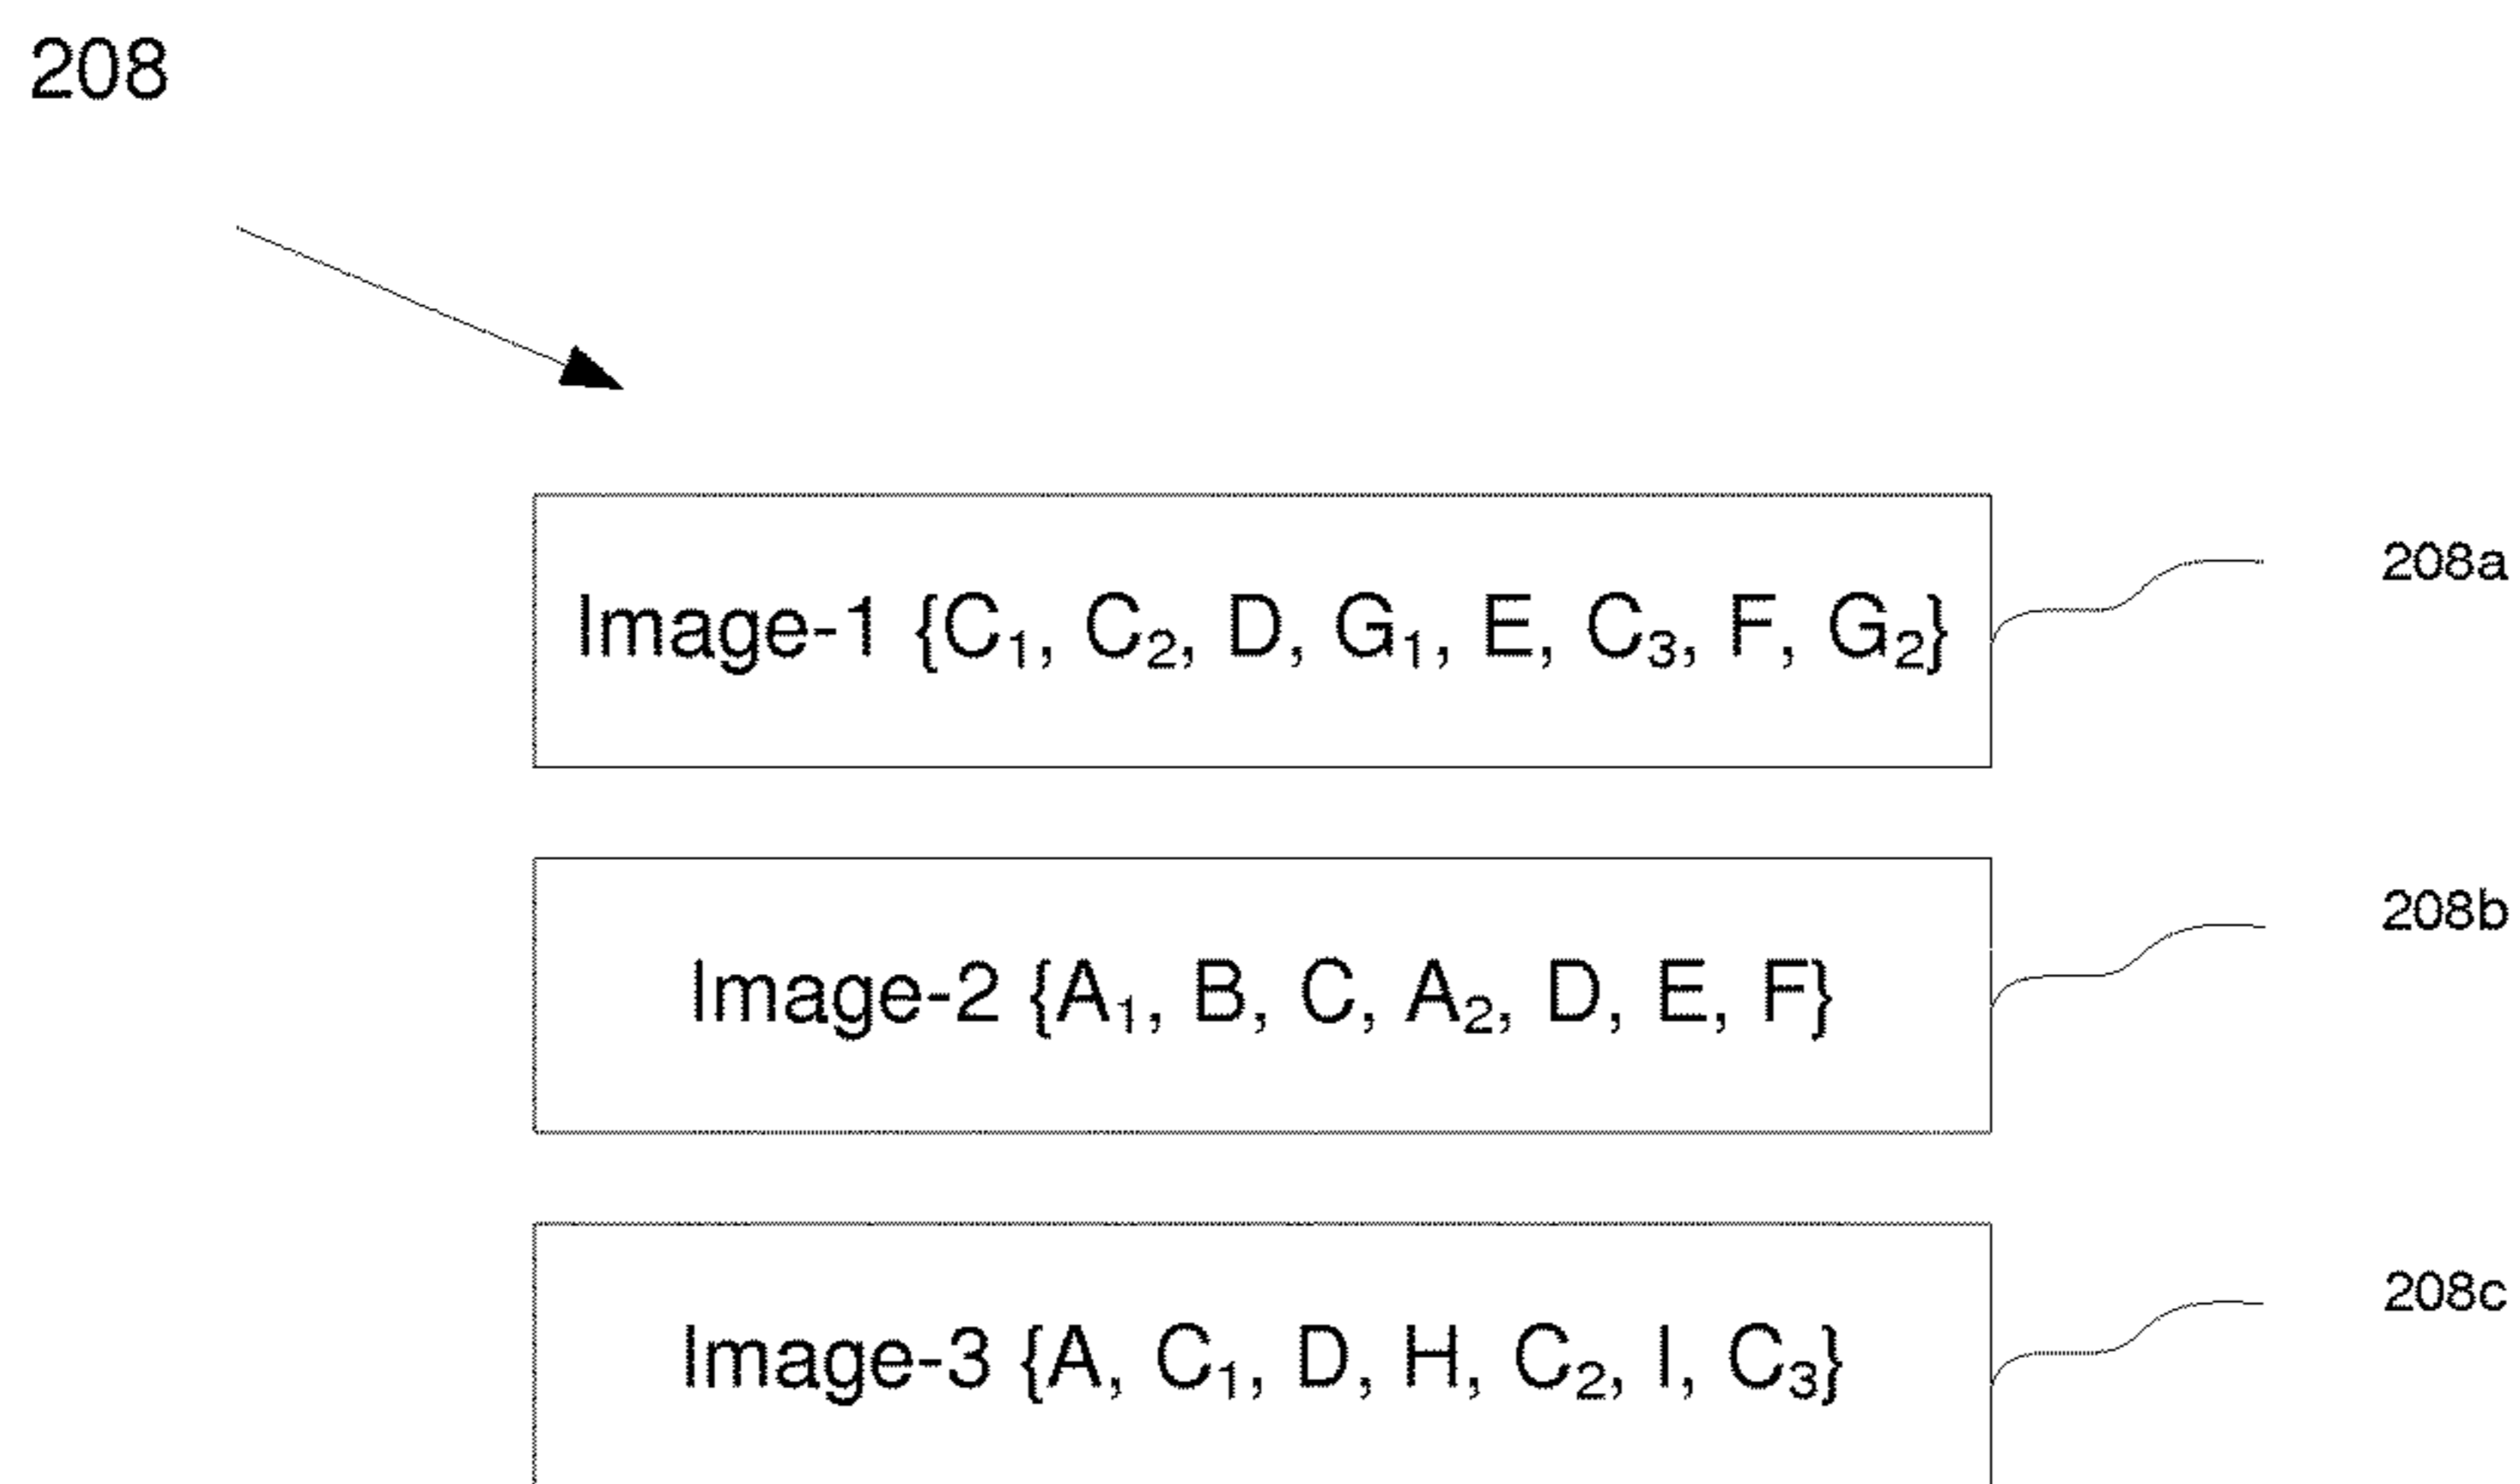 208
Image-1 {C₁, C₂, D, G₁, E, C₃, F, G₂}
208a
Image-2 {A₁, B, C, A₂, D, E, F}
208b
Image-3 {A, C₁, D, H, C₂, I, C₃}
208c